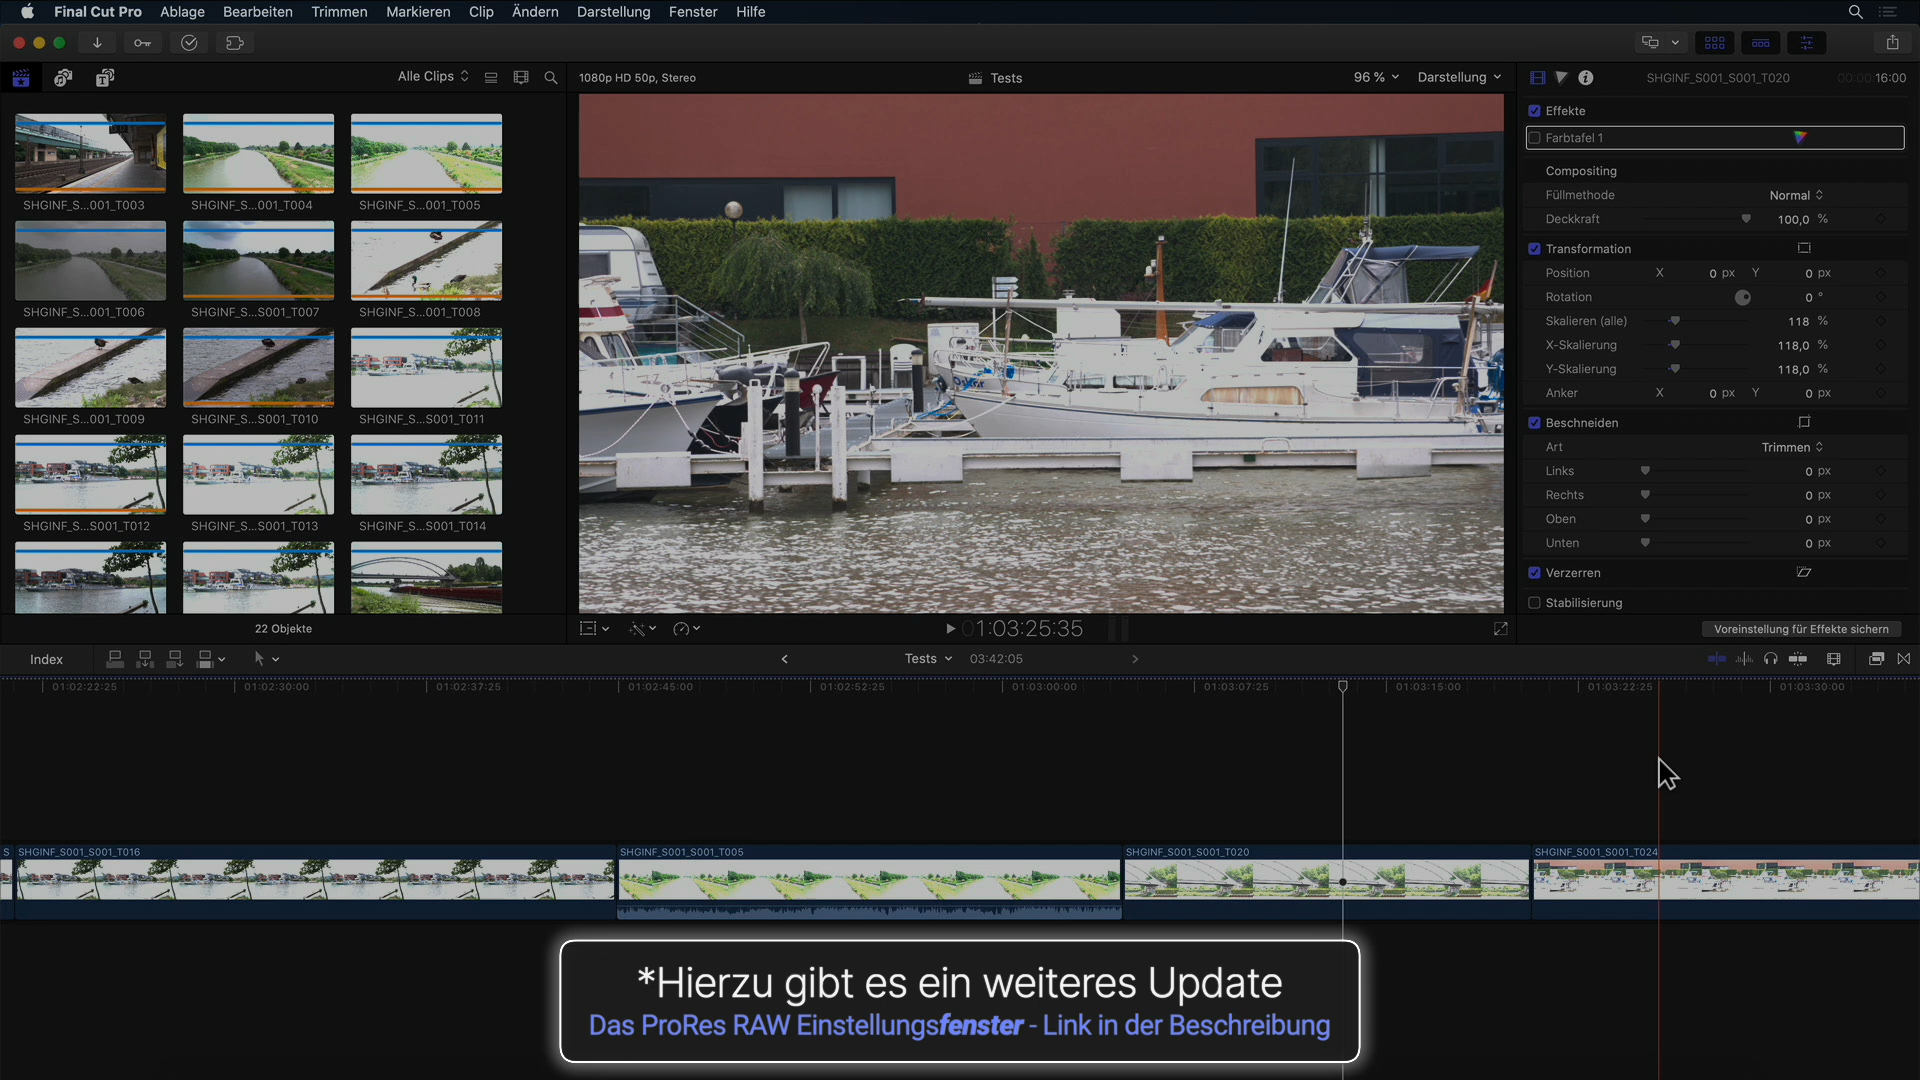 Final Cut Pro Ablage Bearbeiten Trimmen Markieren Clip Ändern Darstellung Fenster Hilfe
Alle Clips
1080p HD 50p, Stereo
Tests
96 % Darstellung
SHGINF_S001_S001_T020
00:00:16:00
SHGINF_S...001_T003
SHGINF_S...001_T004
SHGINF_S...001_T005
SHGINF_S...001_T006
SHGINF_S...001_T007
SHGINF_S...001_T008
SHGINF_S...001_T009
SHGINF_S...S001_T010
SHGINF_S...S001_T011
SHGINF_S...S001_T012
SHGINF_S...S001_T013
SHGINF_S...S001_T014
22 Objekte
Oskar
Effekte
Farbtafel 1
Compositing
Füllmethode Normal
Deckkraft 100,0 %
Transformation
Position X 0 px Y 0 px
Rotation 0 °
Skalieren (alle) 118 %
X-Skalierung 118,0 %
Y-Skalierung 118,0 %
Anker X 0 px Y 0 px
Beschneiden
Art Trimmen
Links 0 px
Rechts 0 px
Oben 0 px
Unten 0 px
Verzerren
Stabilisierung
Voreinstellung für Effekte sichern
01:03:25:35
Index
Tests 03:42:05
01:02:22:25 01:02:30:00 01:02:37:25 01:02:45:00 01:02:52:25 01:03:00:00 01:03:07:25 01:03:15:00 01:03:22:25 01:03:30:00
S SHGINF_S001_S001_T016 SHGINF_S001_S001_T005 SHGINF_S001_S001_T020 SHGINF_S001_S001_T024
*Hierzu gibt es ein weiteres Update
Das ProRes RAW Einstellungsfenster - Link in der Beschreibung